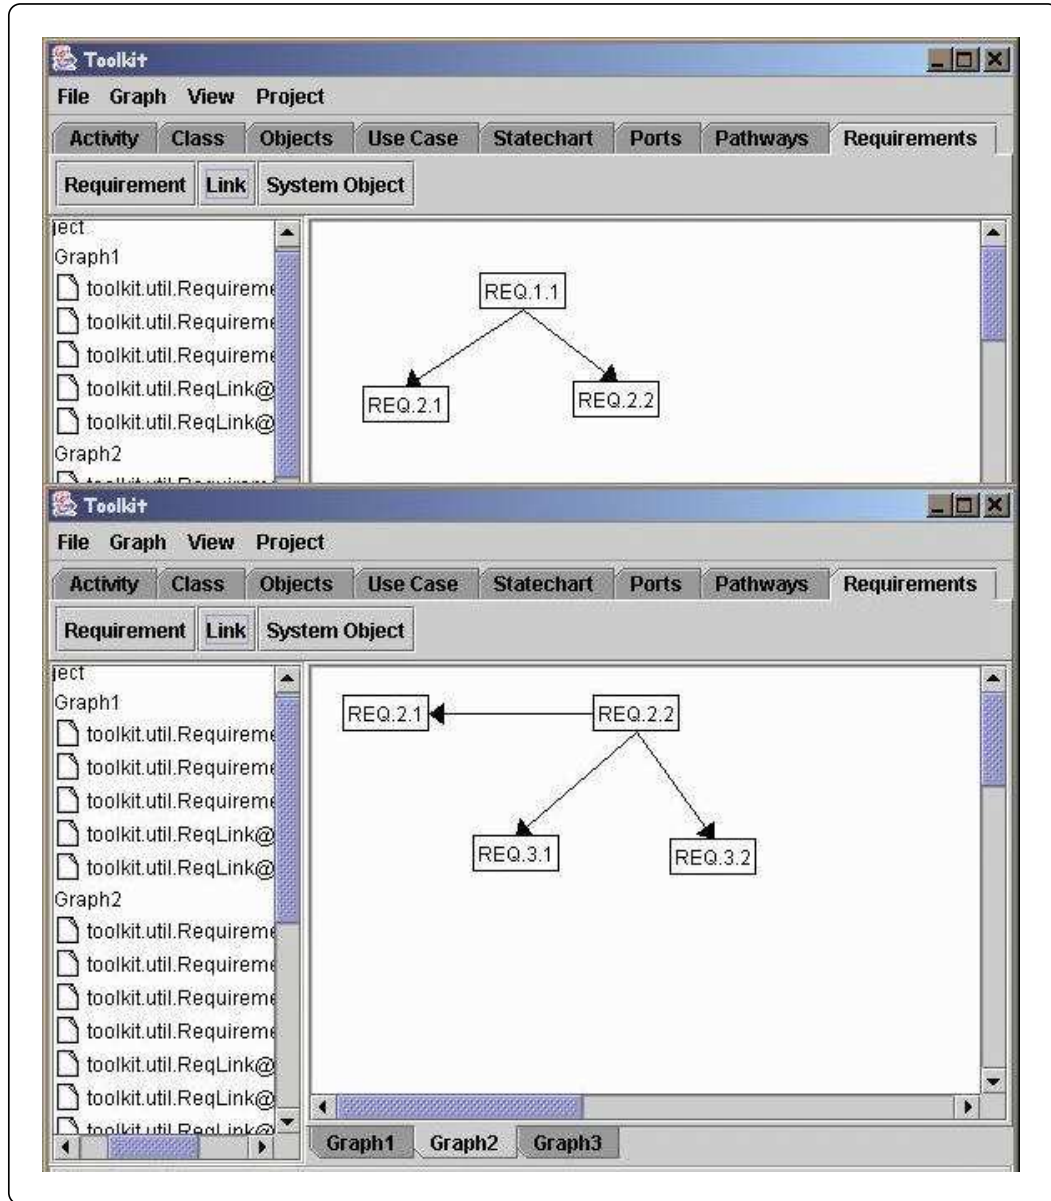 Toolkit
File Graph View Project
Activity Class Objects Use Case Statechart Ports Pathways Requirements
Requirement Link System Object
ject
Graph1
toolkit.util.Requireme
toolkit.util.Requireme
toolkit.util.Requireme
toolkit.util.ReqLink@
toolkit.util.ReqLink@
Graph2
REQ.1.1
REQ.2.1
REQ.2.2
Toolkit
File Graph View Project
Activity Class Objects Use Case Statechart Ports Pathways Requirements
Requirement Link System Object
ject
Graph1
toolkit.util.Requireme
toolkit.util.Requireme
toolkit.util.Requireme
toolkit.util.ReqLink@
toolkit.util.ReqLink@
Graph2
toolkit.util.Requireme
toolkit.util.Requireme
toolkit.util.Requireme
toolkit.util.Requireme
toolkit.util.ReqLink@
toolkit.util.ReqLink@
toolkit.util.ReqLink@
REQ.2.1 REQ.2.2
REQ.3.1 REQ.3.2
Graph1 Graph2 Graph3